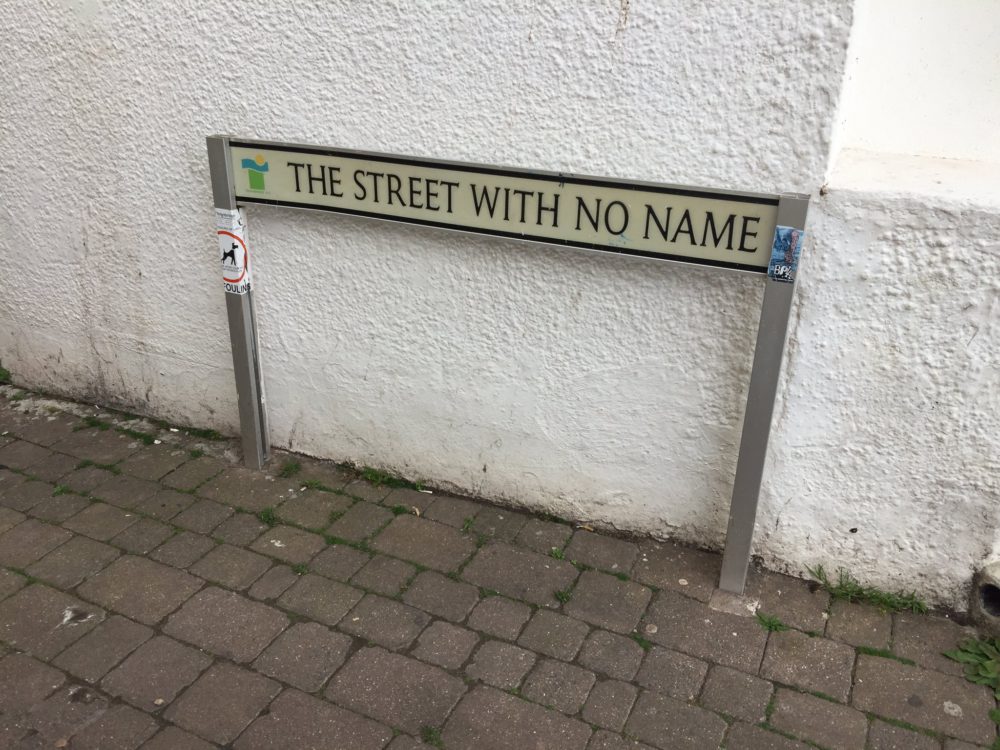 THE STREET WITH NO NAME
FOULING